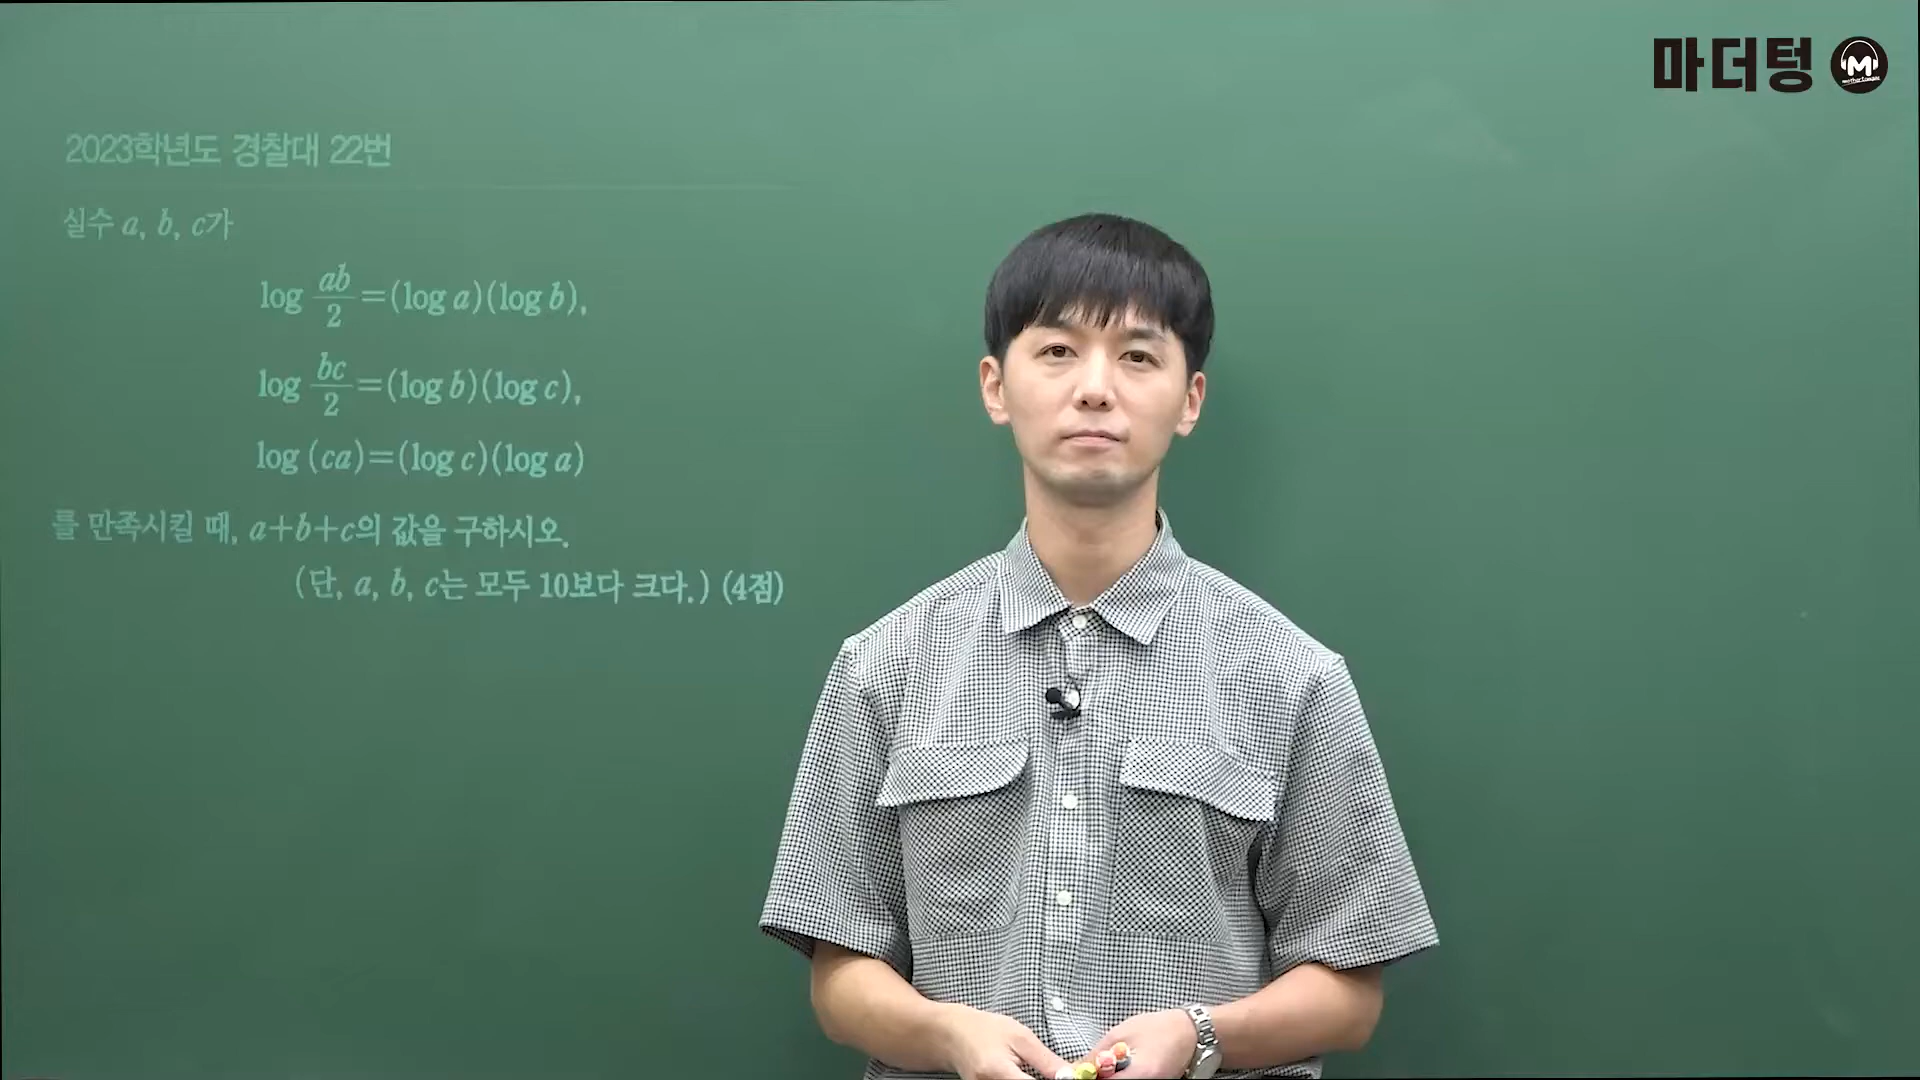 마더텅
2023학년도 경찰대 22번
실수 a, b, c가
log ab/2 = (log a)(log b),
log bc/2 = (log b)(log c),
log (ca) = (log c)(log a)
를 만족시킬 때, a+b+c의 값을 구하시오.
(단, a, b, c는 모두 10보다 크다.) (4점)